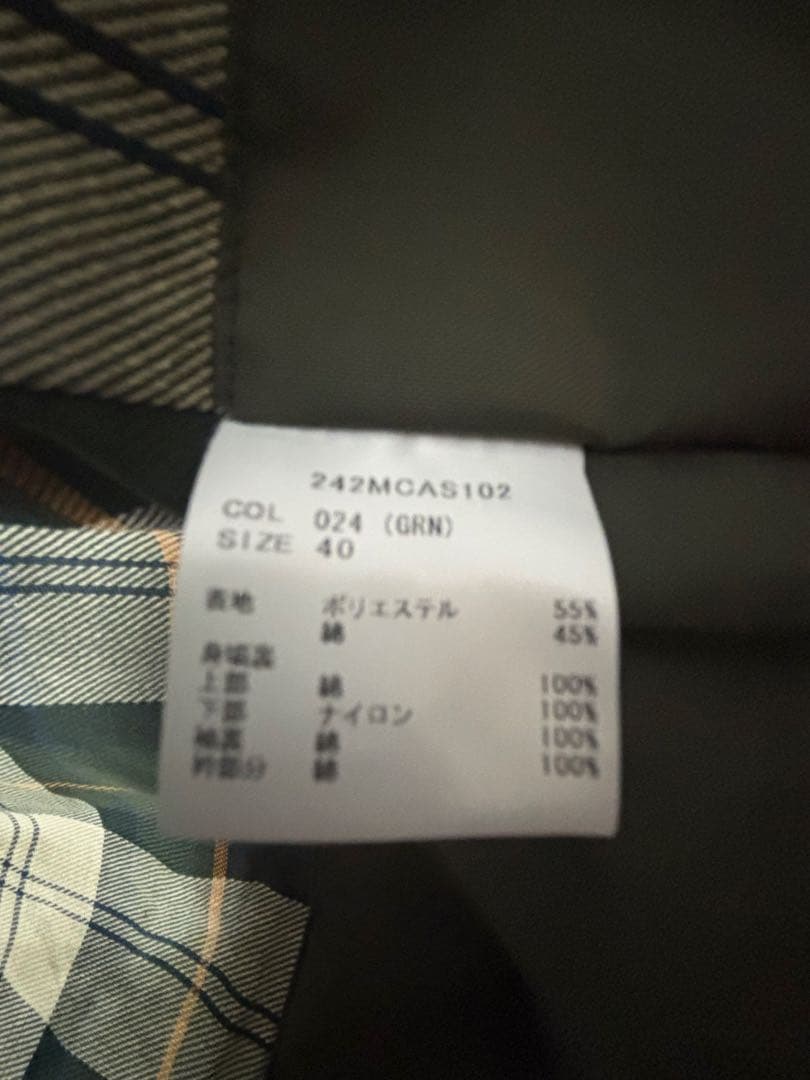 242MCAS102
COL 024 (GRN)
SIZE 40
表地 ポリエステル 55%
綿 45%
身頃裏
上部 綿 100%
下部 ナイロン 100%
袖裏 綿 100%
衿部分 綿 100%